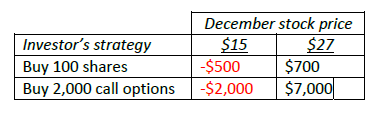 December stock price
Investor's strategy $15 $27
Buy 100 shares -$500 $700
Buy 2,000 call options -$2,000 $7,000